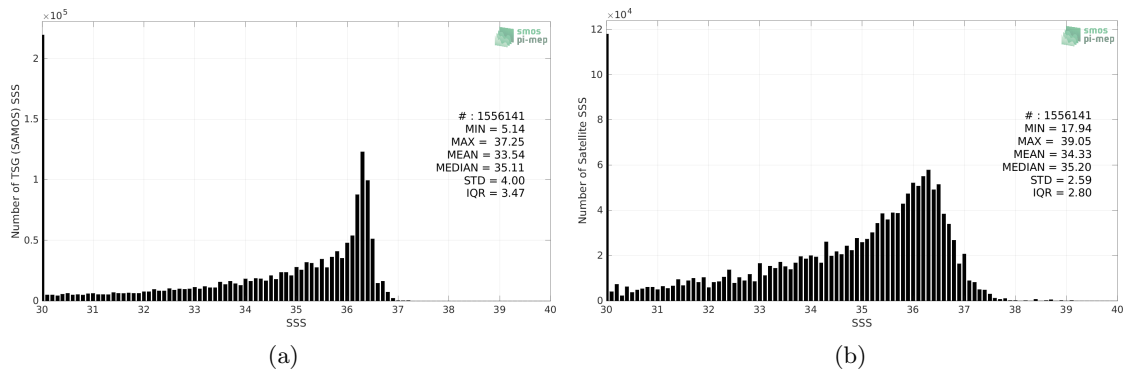 ×10⁵
smos
pi-mep
Number of TSG (SAMOS) SSS
2
1.5
1
0.5
0
# : 1556141
MIN = 5.14
MAX = 37.25
MEAN = 33.54
MEDIAN = 35.11
STD = 4.00
IQR = 3.47
30 31 32 33 34 35 36 37 38 39 40
SSS
(a)
×10⁴
smos
pi-mep
Number of Satellite SSS
12
10
8
6
4
2
0
# : 1556141
MIN = 17.94
MAX = 39.05
MEAN = 34.33
MEDIAN = 35.20
STD = 2.59
IQR = 2.80
30 31 32 33 34 35 36 37 38 39 40
SSS
(b)